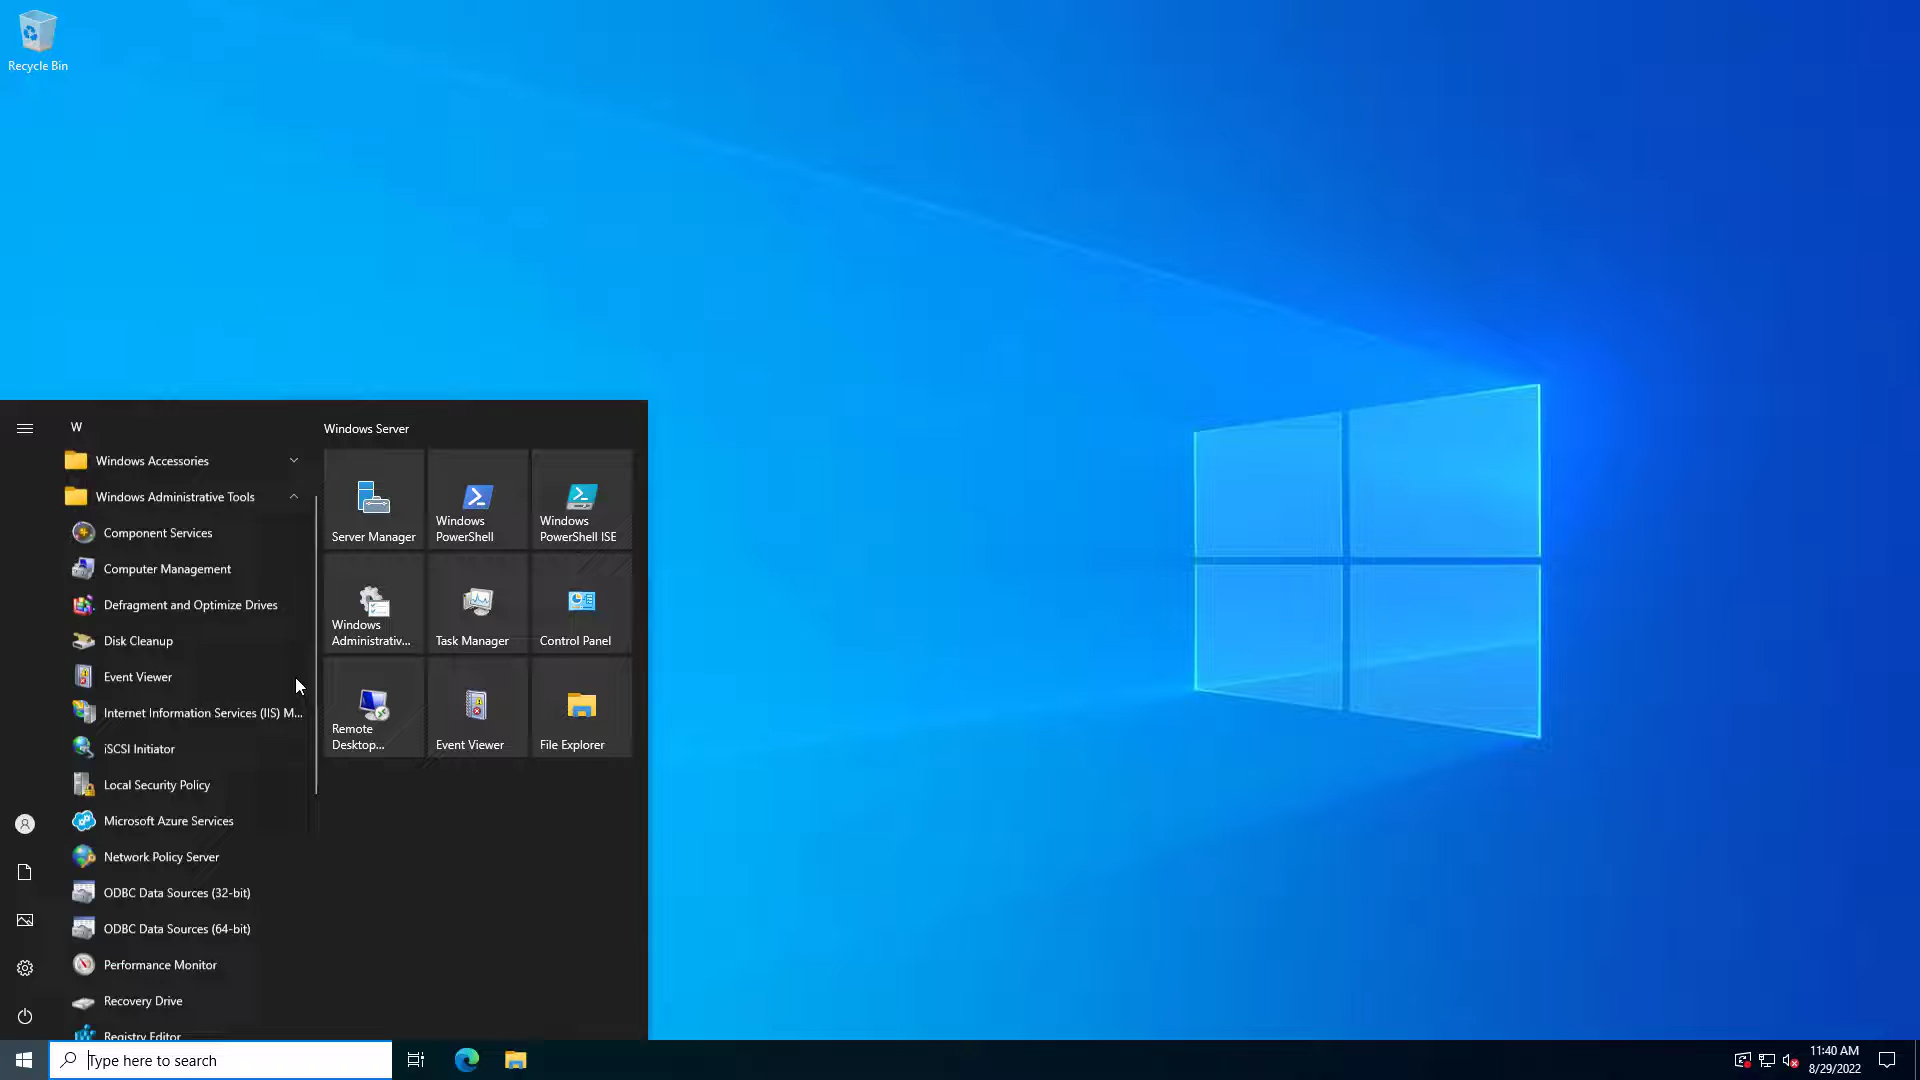 Recycle Bin
W
Windows Accessories
Windows Administrative Tools
Component Services
Computer Management
Defragment and Optimize Drives
Disk Cleanup
Event Viewer
Internet Information Services (IIS) M...
iSCSI Initiator
Local Security Policy
Microsoft Azure Services
Network Policy Server
ODBC Data Sources (32-bit)
ODBC Data Sources (64-bit)
Performance Monitor
Recovery Drive
Registry Editor
Windows Server
Server Manager
Windows
PowerShell
Windows
PowerShell ISE
Windows
Administrativ...
Task Manager
Control Panel
Remote
Desktop...
Event Viewer
File Explorer
Type here to search
11:40 AM
8/29/2022